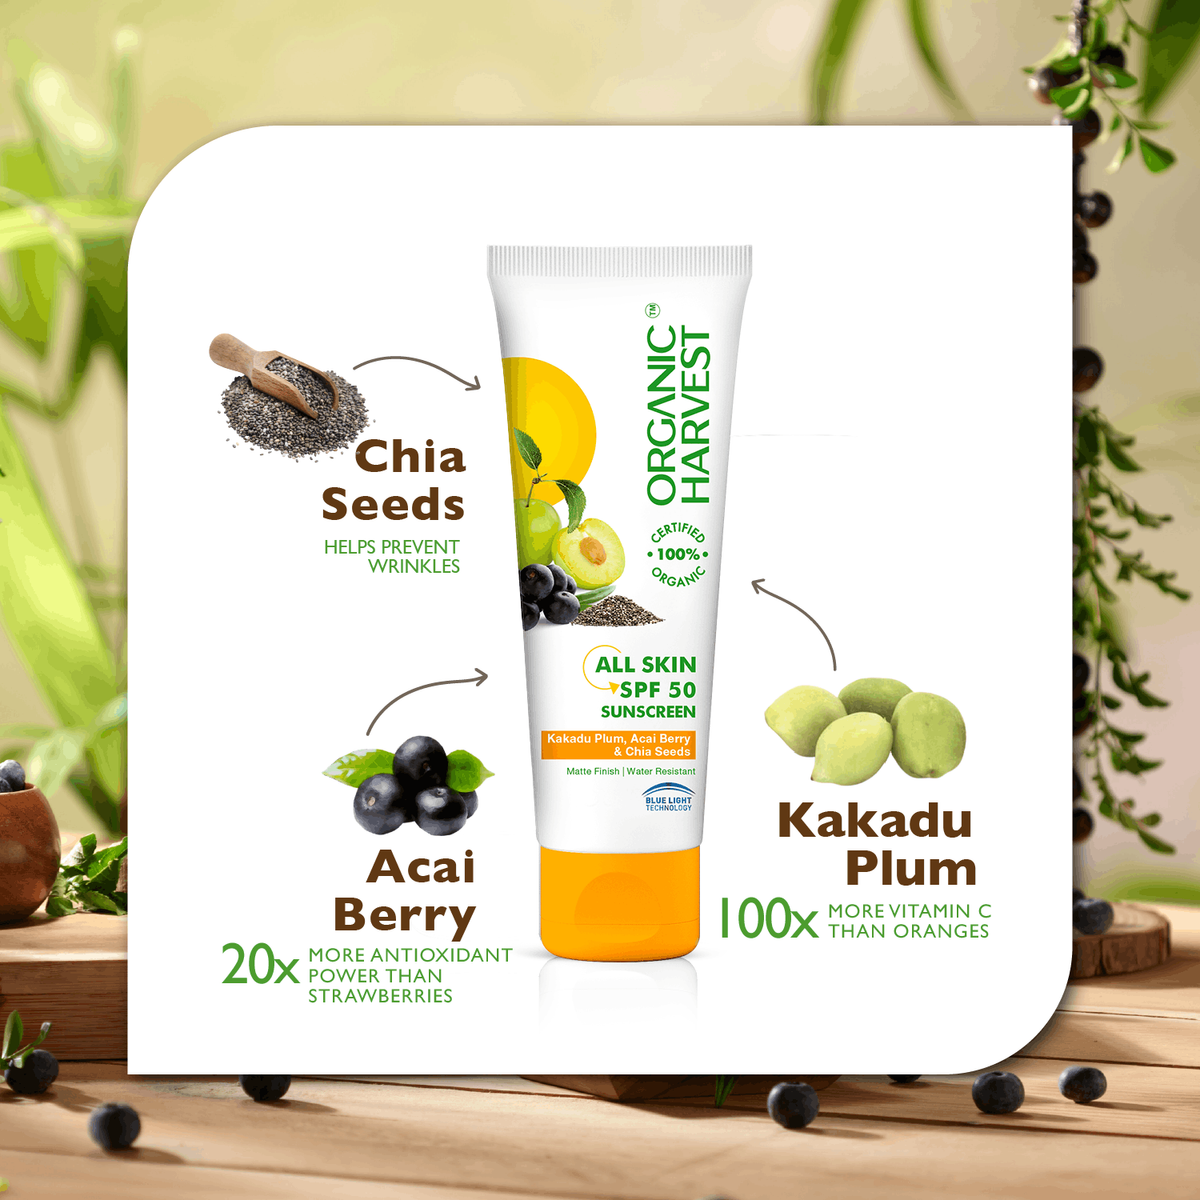 ORGANIC
HARVEST
TM
CERTIFIED
100%
ORGANIC
ALL SKIN
SPF 50
SUNSCREEN
Kakadu Plum, Acai Berry
& Chia Seeds
Matte Finish | Water Resistant
BLUE LIGHT
TECHNOLOGY
Chia
Seeds
HELPS PREVENT
WRINKLES
Acai
Berry
20x
MORE ANTIOXIDANT
POWER THAN
STRAWBERRIES
Kakadu
Plum
100x
MORE VITAMIN C
THAN ORANGES